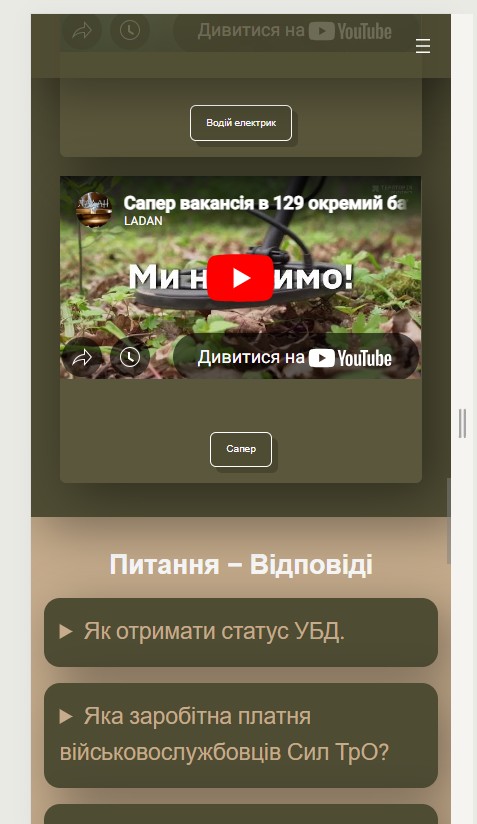 Дивитися на YouTube
Водій електрик
Сапер вакансія в 129 окремий ба
LADAN
Ми н имо!
Дивитися на YouTube
Сапер
Питання – Відповіді
Як отримати статус УБД.
Яка заробітна платня
військовослужбовців Сил ТрО?